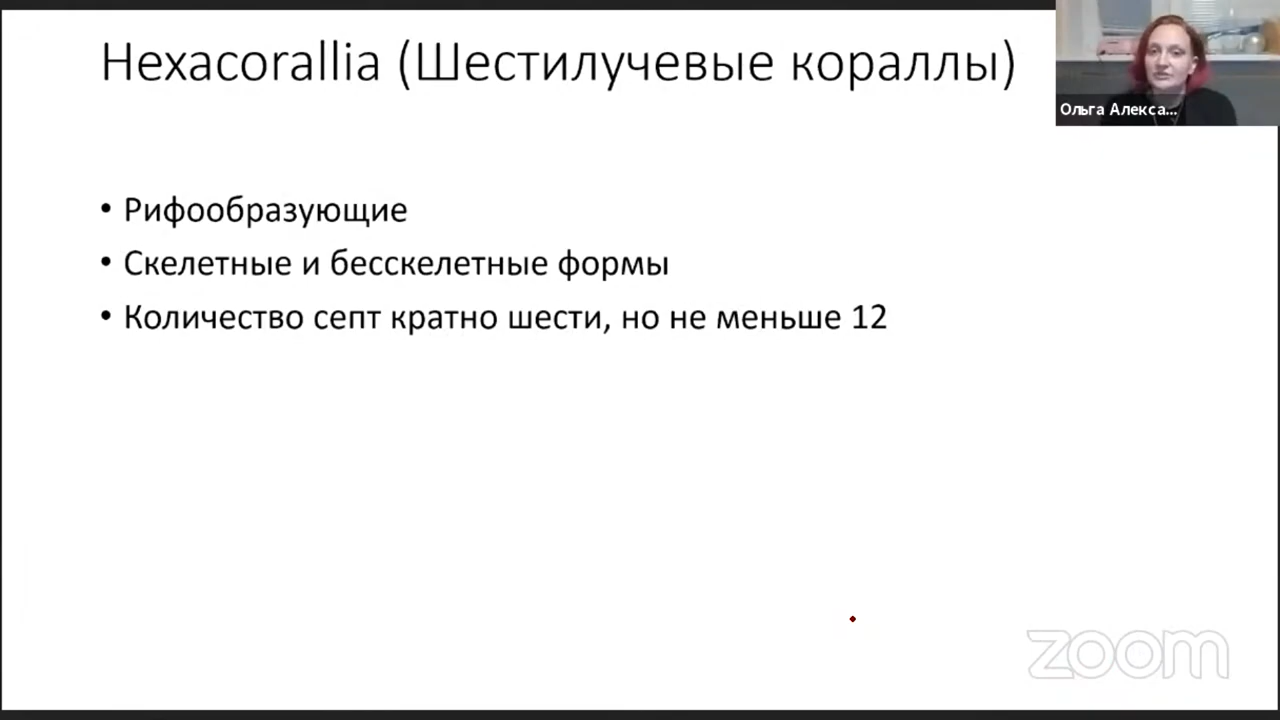 Hexacorallia (Шестилучевые кораллы)
Ольга Алекса...
• Рифообразующие
• Скелетные и бесскелетные формы
• Количество септ кратно шести, но не меньше 12
zoom